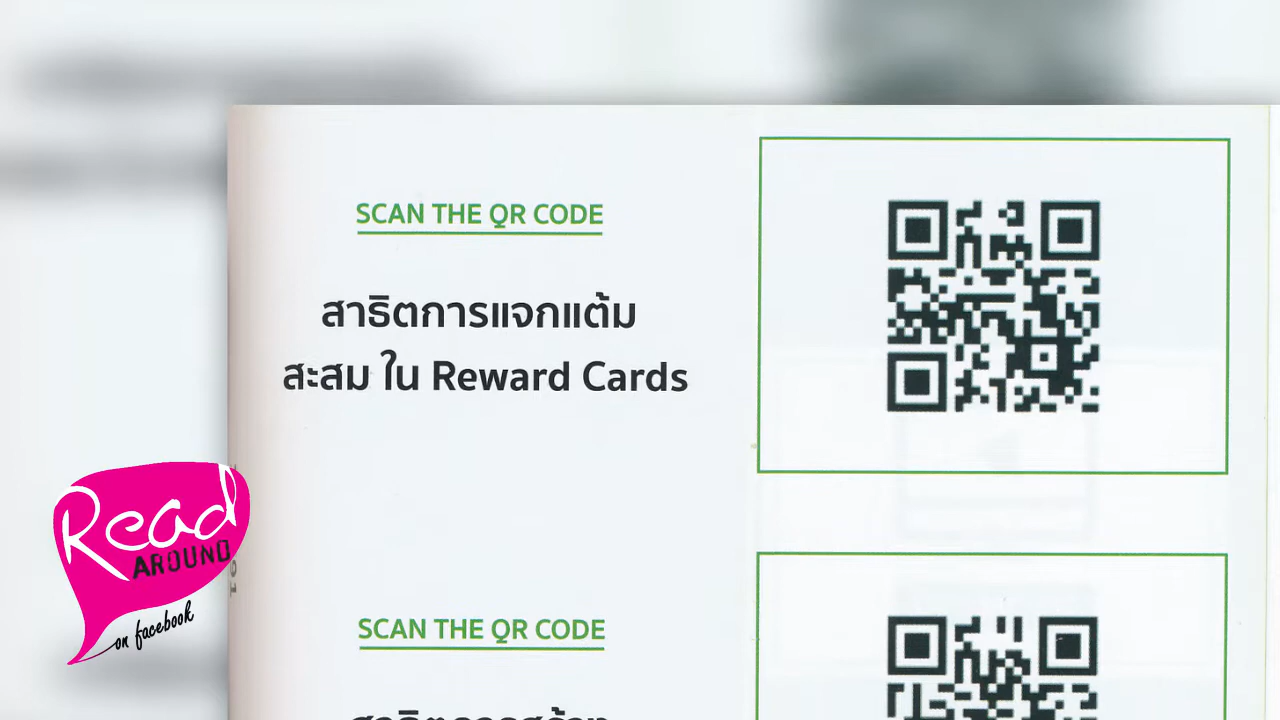 SCAN THE QR CODE
สาธิตการแจกแต้ม
สะสม ใน Reward Cards
Read
AROUND
on facebook
SCAN THE QR CODE